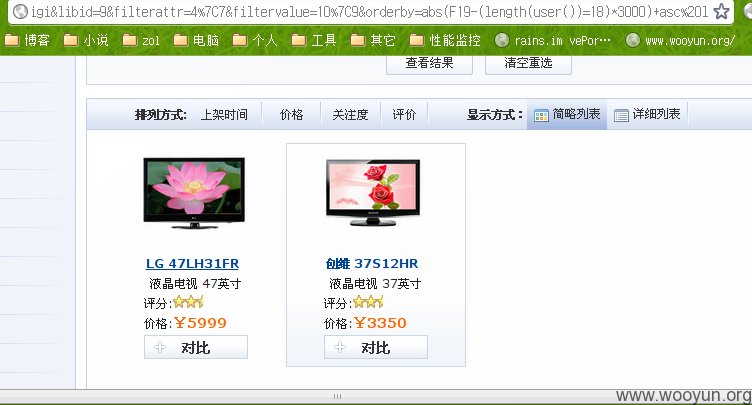 igi&libid=9&filterattr=4%7C7&filtervalue=10%7C9&orderby=abs(F19-(length(user())=18)*3000)+asc%20l
博客 小说 zol 电脑 个人 工具 其它 性能监控 rains.im vePor… www.wooyun.org/
查看结果 清空重选
排列方式: 上架时间 价格 关注度 评价 显示方式: 简略列表 详细列表
LG 47LH31FR 创维 37S12HR
液晶电视 47英寸 液晶电视 37英寸
评分: 评分:
价格:￥5999 价格:￥3350
对比 对比
www.wooyun.org